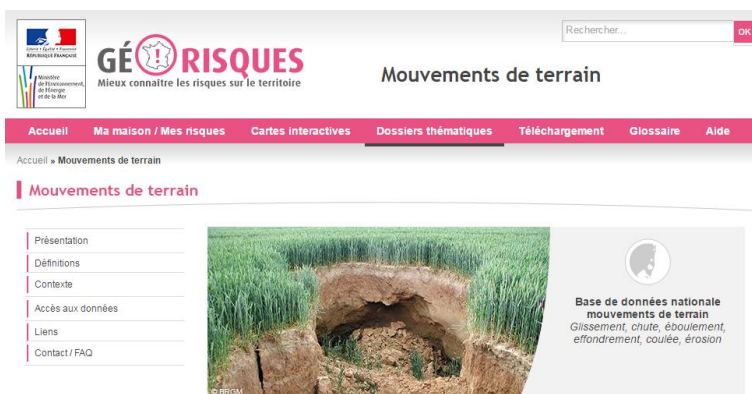 Liberté • Égalité • Fraternité
RÉPUBLIQUE FRANÇAISE
Ministère
de l'Environnement,
de l'Énergie
et de la Mer
GÉORISQUES
Mieux connaître les risques sur le territoire
Rechercher...
OK
Mouvements de terrain
Accueil Ma maison / Mes risques Cartes interactives Dossiers thématiques Téléchargement Glossaire Aide
Accueil » Mouvements de terrain
Mouvements de terrain
Présentation
Définitions
Contexte
Accès aux données
Liens
Contact / FAQ
© BRGM
Base de données nationale
mouvements de terrain
Glissement, chute, éboulement,
effondrement, coulée, érosion